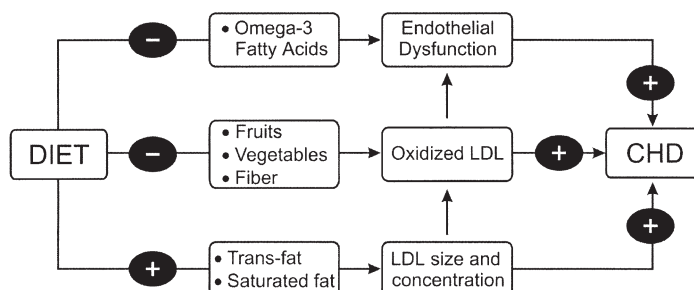 • Omega-3
Fatty Acids
Endothelial
Dysfunction
−
+
DIET
−
• Fruits
• Vegetables
• Fiber
Oxidized LDL
+
CHD
+
+
• Trans-fat
• Saturated fat
LDL size and
concentration